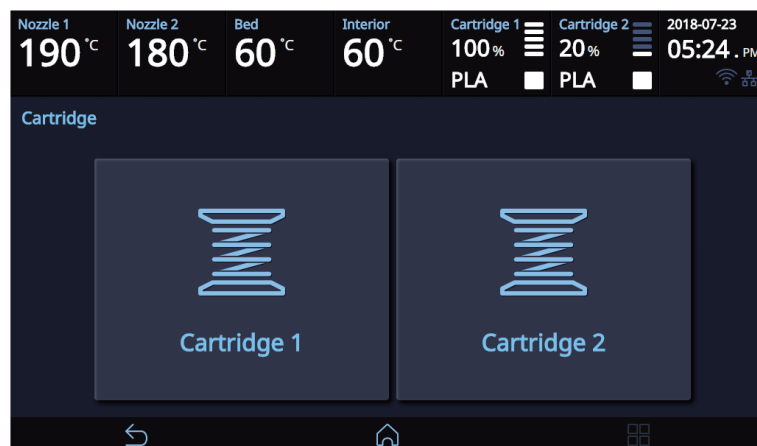 Nozzle 1
190 °C
Nozzle 2
180 °C
Bed
60 °C
Interior
60 °C
Cartridge 1
100 %
PLA
Cartridge 2
20 %
PLA
2018-07-23
05:24 . PM
Cartridge
Cartridge 1
Cartridge 2